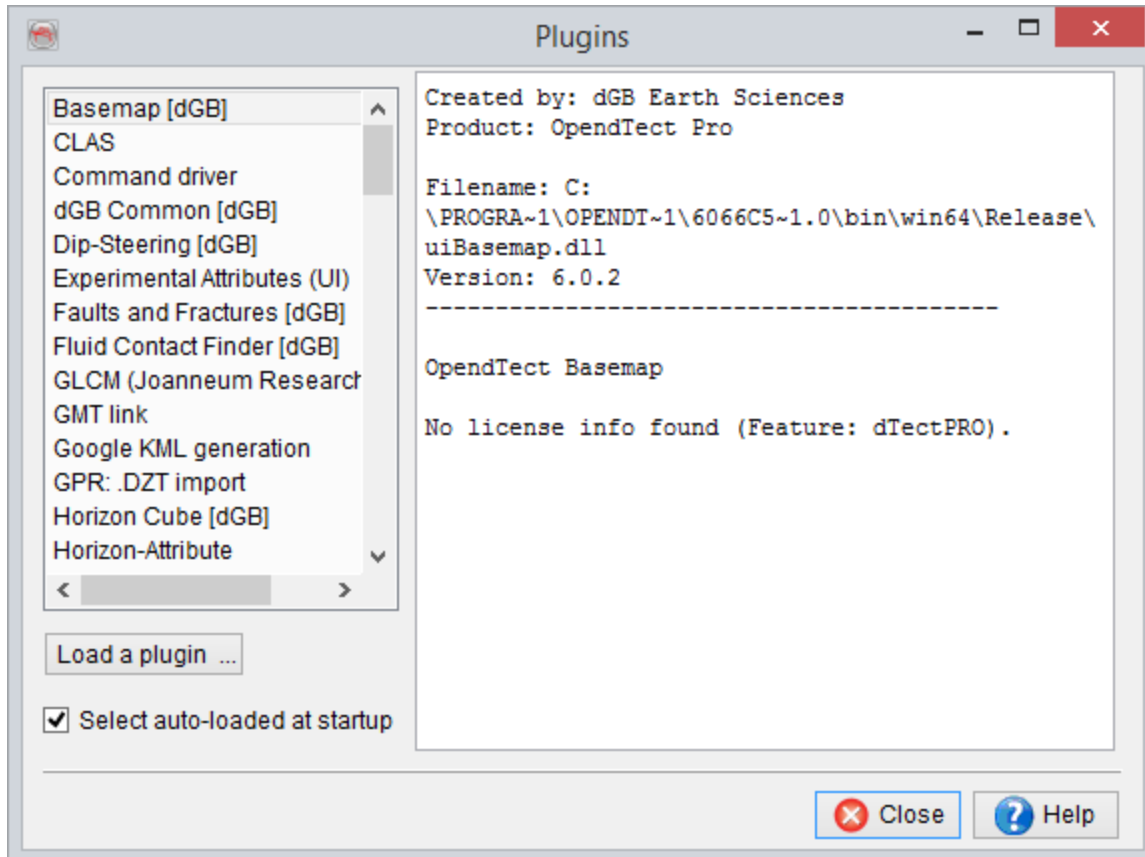 Plugins
Basemap [dGB]
CLAS
Command driver
dGB Common [dGB]
Dip-Steering [dGB]
Experimental Attributes (UI)
Faults and Fractures [dGB]
Fluid Contact Finder [dGB]
GLCM (Joanneum Research
GMT link
Google KML generation
GPR: .DZT import
Horizon Cube [dGB]
Horizon-Attribute
Load a plugin ...
Select auto-loaded at startup
Created by: dGB Earth Sciences
Product: OpendTect Pro
Filename: C:
\PROGRA~1\OPENDT~1\6066C5~1.0\bin\win64\Release\
uiBasemap.dll
Version: 6.0.2
-----------------------------------------
OpendTect Basemap
No license info found (Feature: dTectPRO).
Close
Help